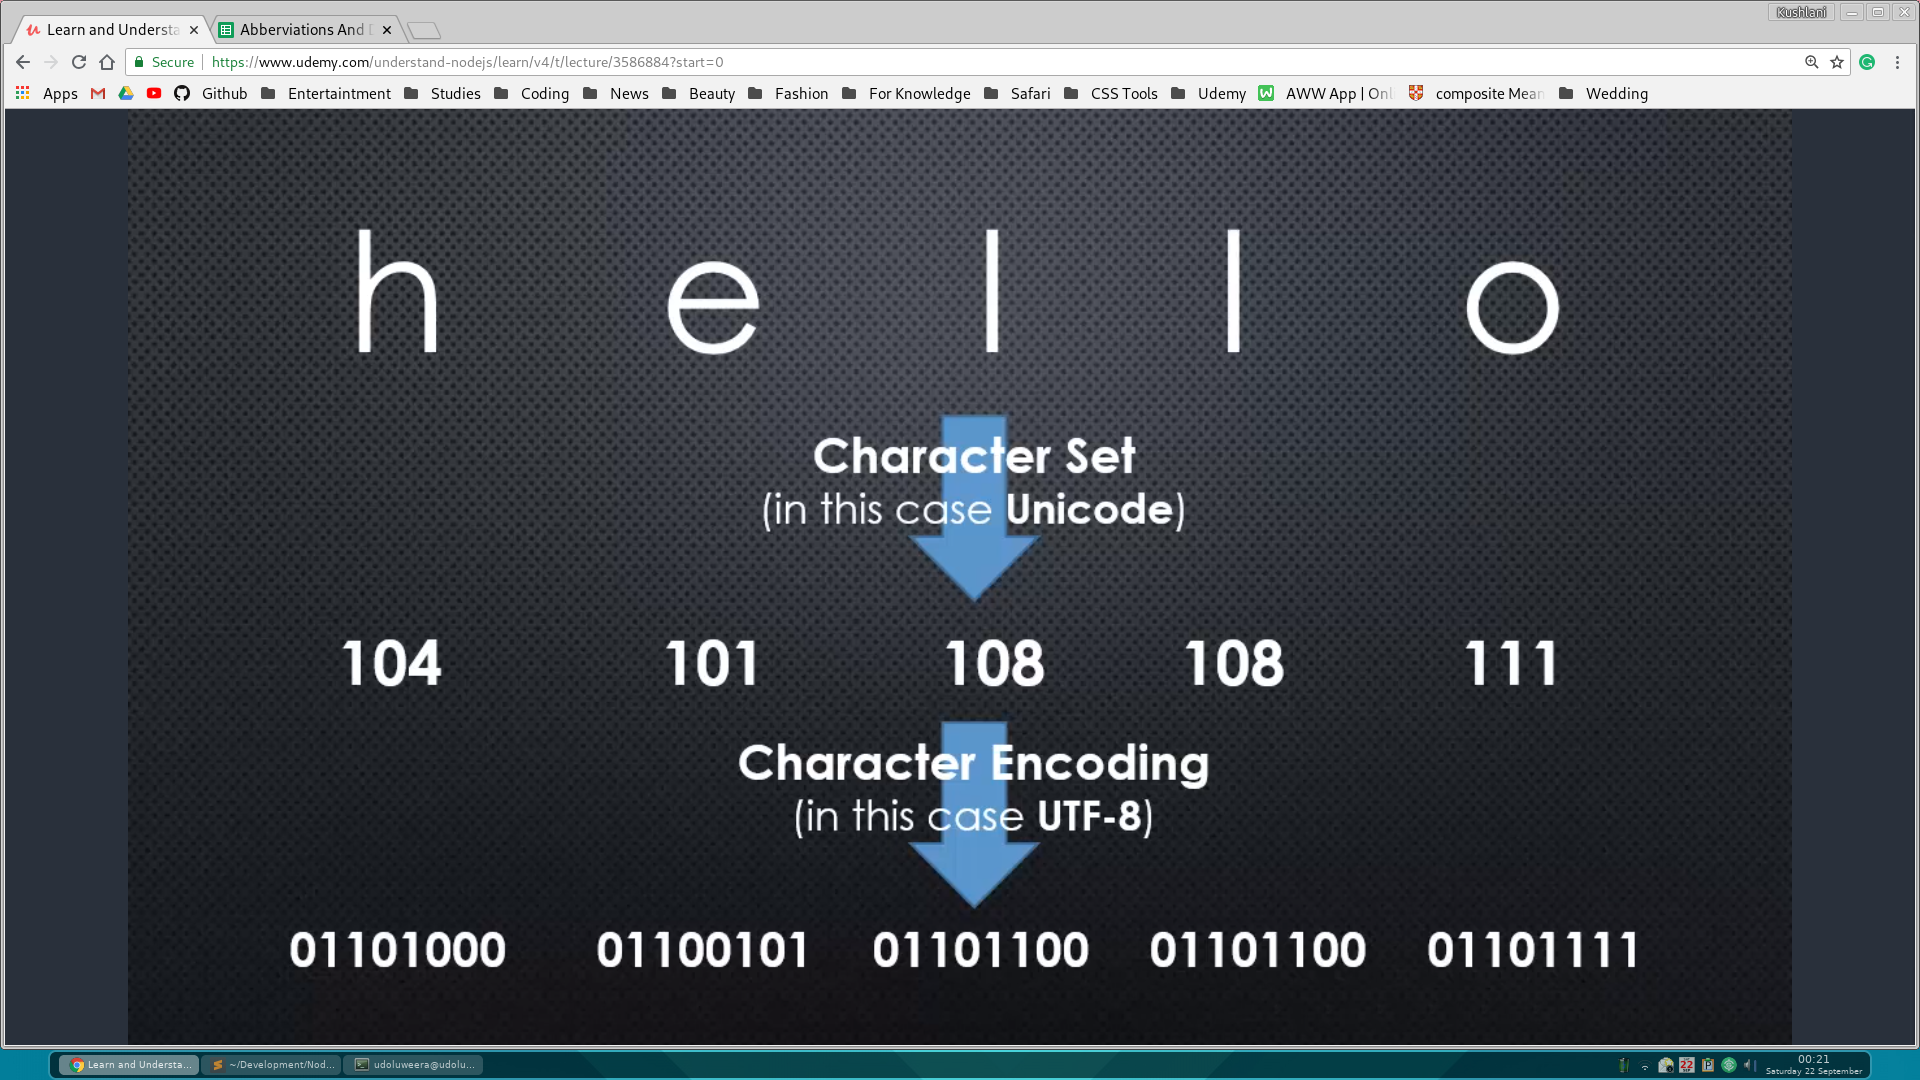 Kushlani
Learn and Understa
Abberviations And D
Secure https://www.udemy.com/understand-nodejs/learn/v4/t/lecture/3586884?start=0
Apps Github Entertaintment Studies Coding News Beauty Fashion For Knowledge Safari CSS Tools Udemy AWW App | Onl composite Mean Wedding
h e l l o
Character Set
(in this case Unicode)
104 101 108 108 111
Character Encoding
(in this case UTF-8)
01101000 01100101 01101100 01101100 01101111
Learn and Understa... ~/Development/Nod... udoluweera@udolu... 22 00:21
Saturday 22 September